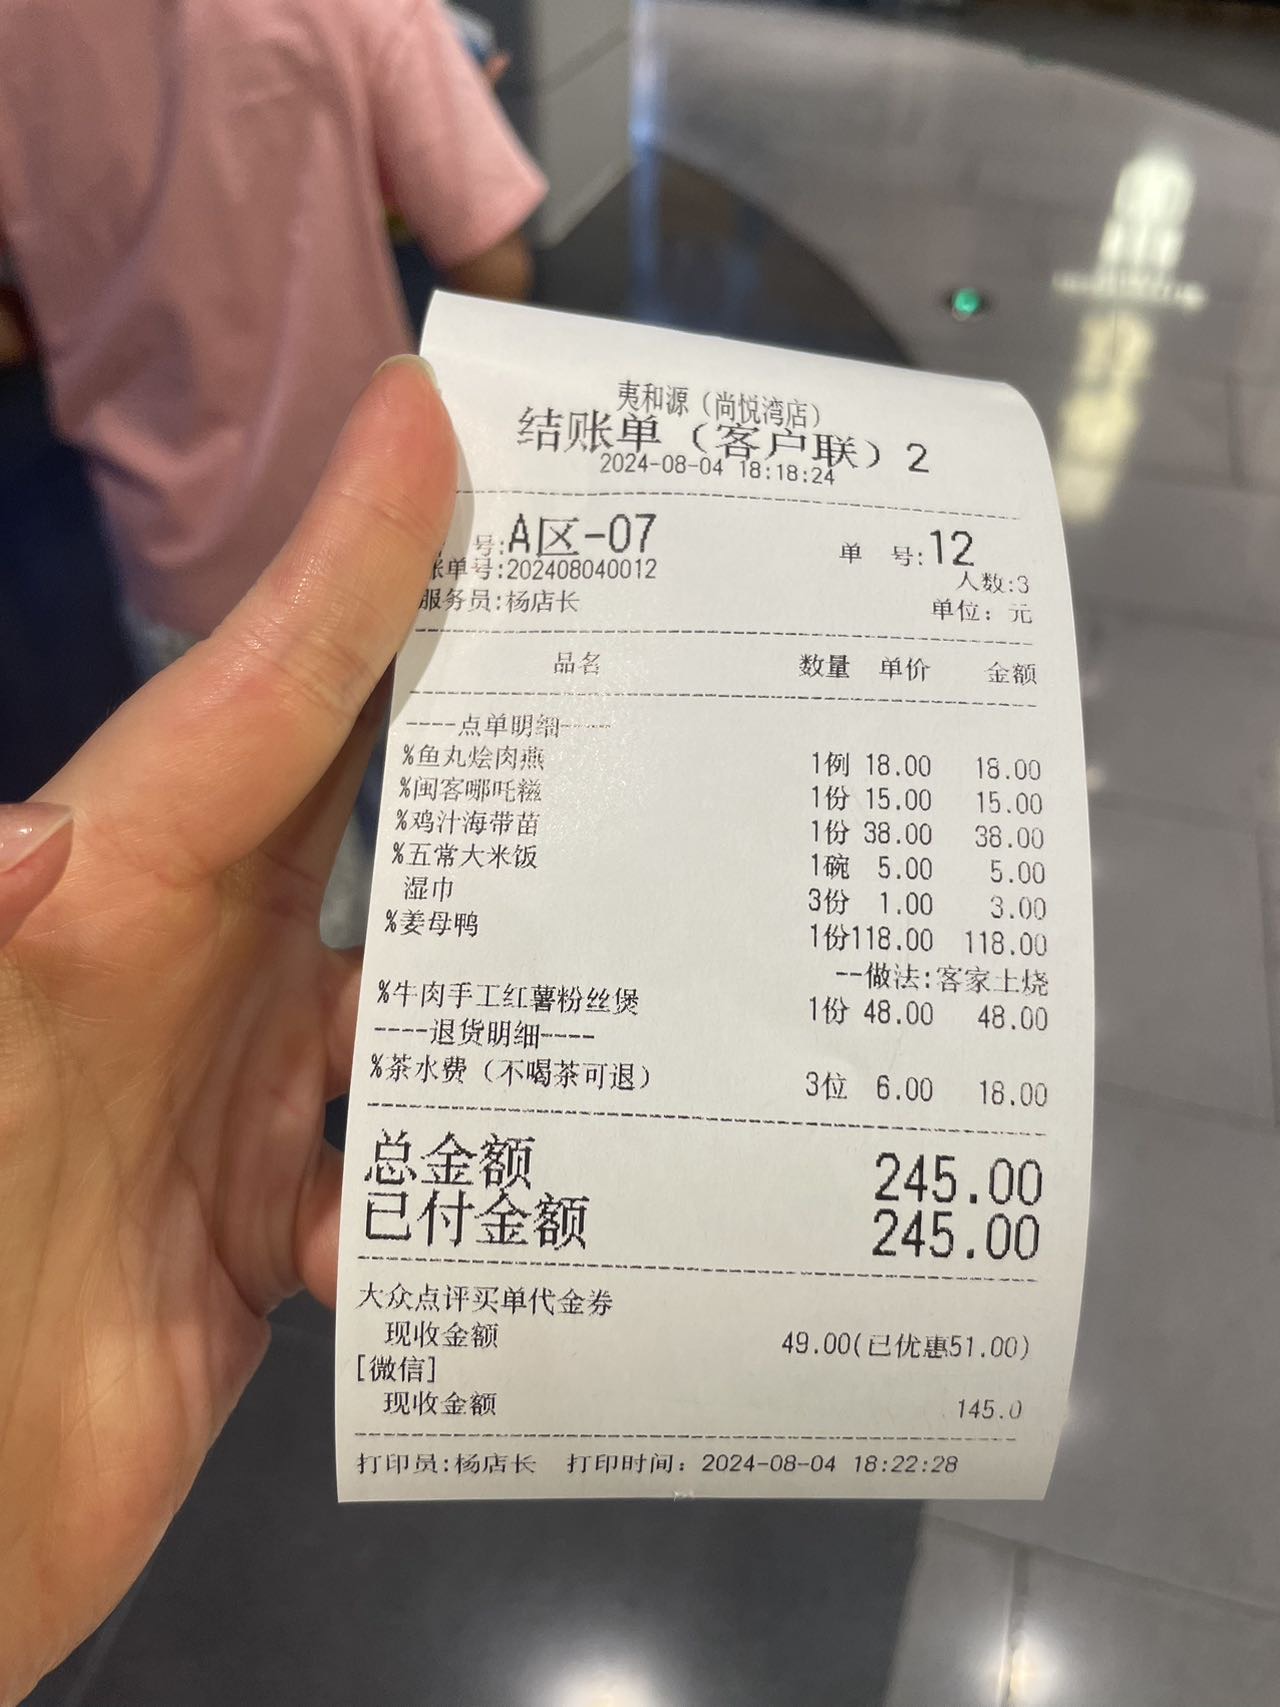 夷和源（尚悦湾店）
结账单（客户联）2
2024-08-04 18:18:24
号:A区-07 单 号:12
账单号:202408040012 人数:3
服务员:杨店长 单位：元
品名 数量 单价 金额
----点单明细----
%鱼丸烩肉燕 1例 18.00 18.00
%闽客哪吒糍 1份 15.00 15.00
%鸡汁海带苗 1份 38.00 38.00
%五常大米饭 1碗 5.00 5.00
湿巾 3份 1.00 3.00
%姜母鸭 1份118.00 118.00
--做法:客家土烧
%牛肉手工红薯粉丝煲 1份 48.00 48.00
----退货明细----
%茶水费（不喝茶可退） 3位 6.00 18.00
总金额 245.00
已付金额 245.00
大众点评买单代金券
现收金额 49.00(已优惠51.00)
[微信]
现收金额 145.0
打印员:杨店长 打印时间：2024-08-04 18:22:28